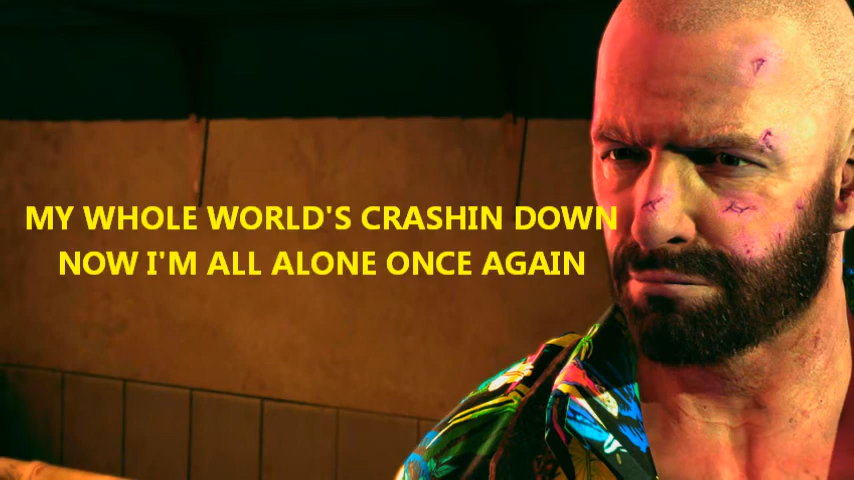 MY WHOLE WORLD'S CRASHIN DOWN
NOW I'M ALL ALONE ONCE AGAIN